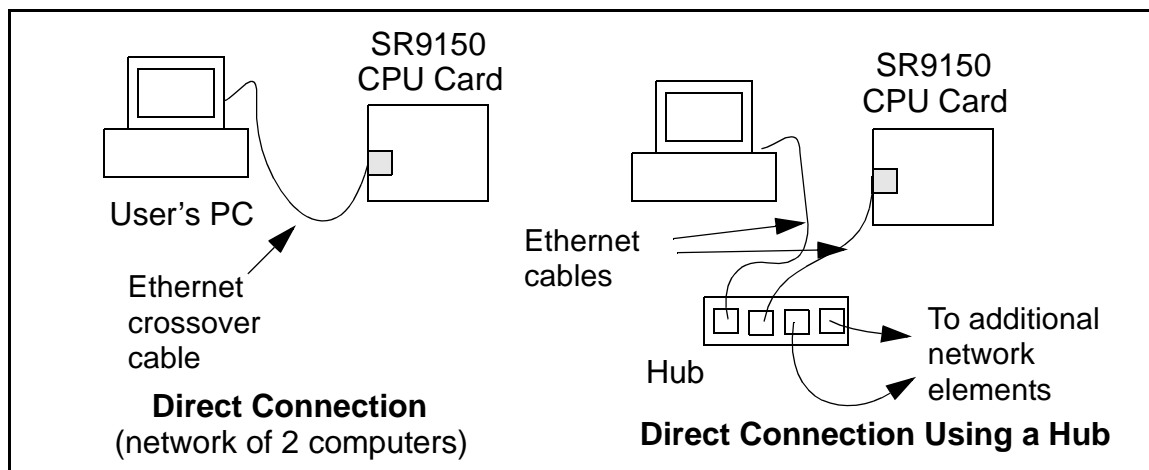 SR9150
CPU Card
User's PC
Ethernet
crossover
cable
Direct Connection
(network of 2 computers)
SR9150
CPU Card
Ethernet
cables
Hub
To additional
network
elements
Direct Connection Using a Hub